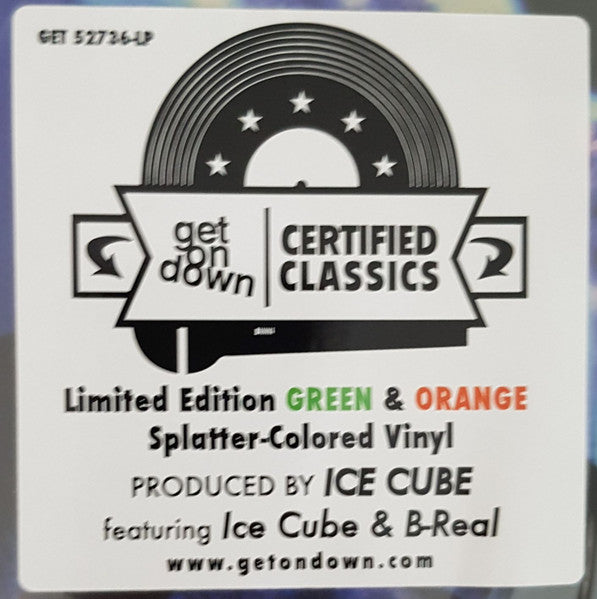 GET 52736-LP
get
on
down
CERTIFIED
CLASSICS
Limited Edition GREEN & ORANGE
Splatter-Colored Vinyl
PRODUCED BY ICE CUBE
featuring Ice Cube & B-Real
www.getondown.com